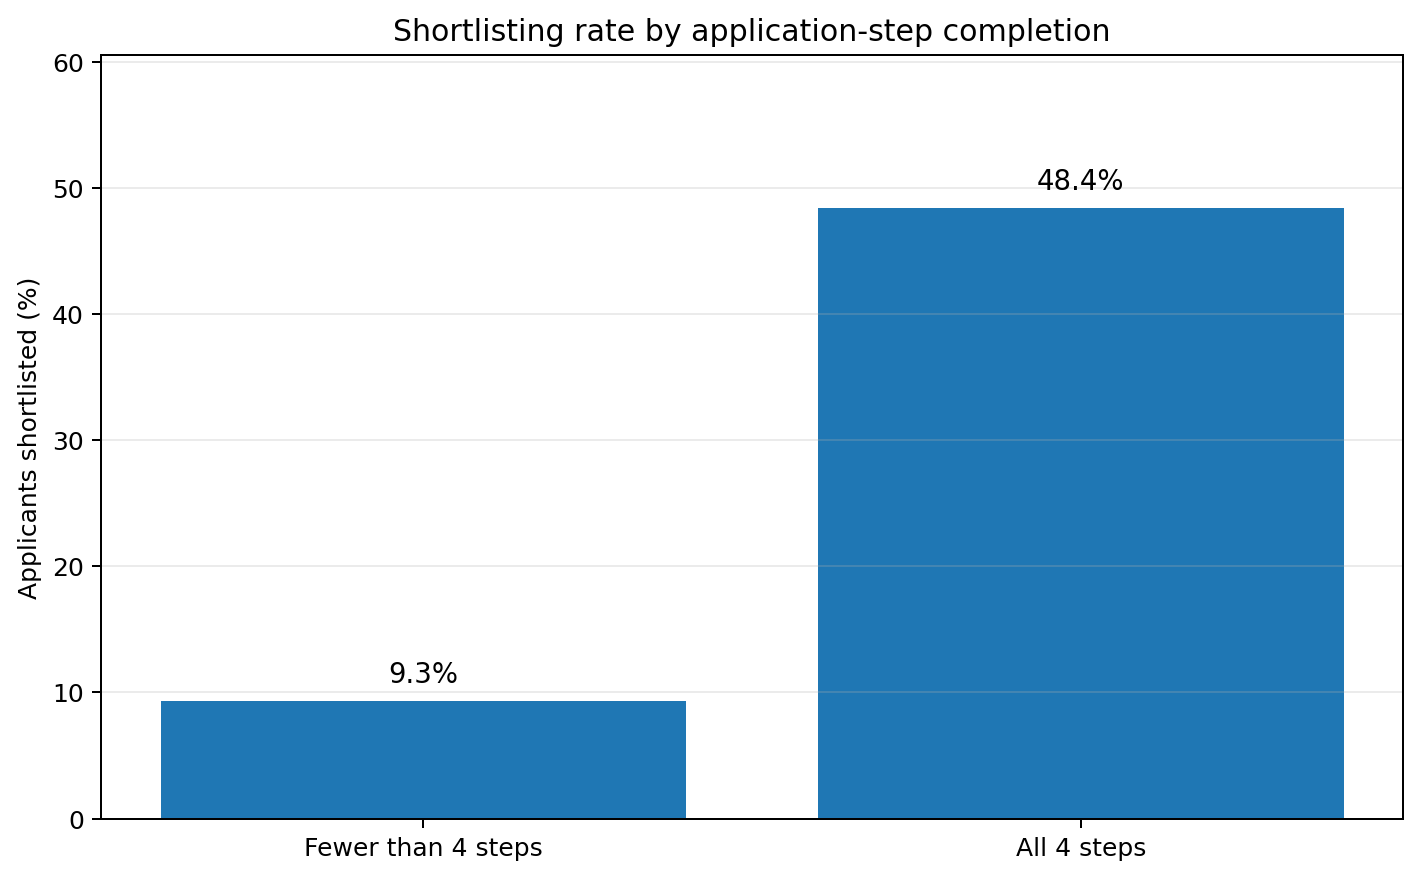 Shortlisting rate by application-step completion
Applicants shortlisted (%)
60
50
40
30
20
10
0
9.3%
48.4%
Fewer than 4 steps
All 4 steps